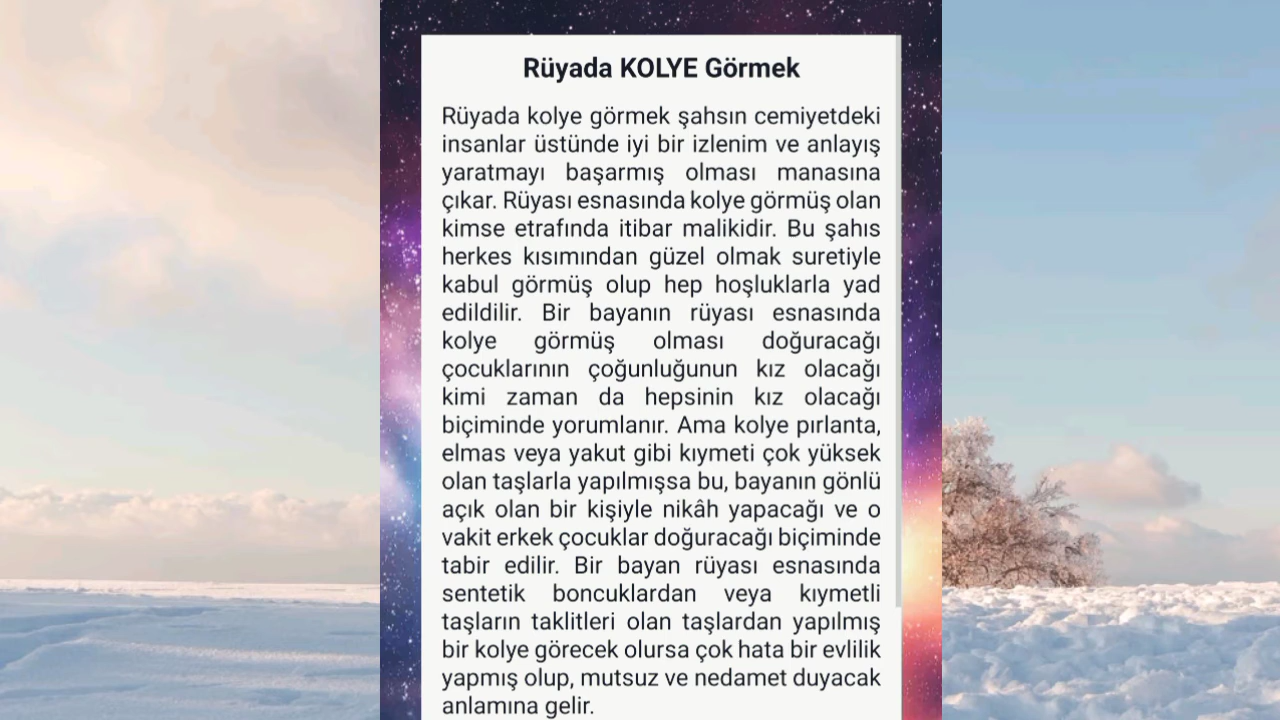 Rüyada KOLYE Görmek
Rüyada kolye görmek şahsın cemiyetdeki
insanlar üstünde iyi bir izlenim ve anlayış
yaratmayı başarmış olması manasına
çıkar. Rüyası esnasında kolye görmüş olan
kimse etrafında itibar malikidir. Bu şahıs
herkes kısımından güzel olmak suretiyle
kabul görmüş olup hep hoşluklarla yad
edildilir. Bir bayanın rüyası esnasında
kolye görmüş olması doğuracağı
çocuklarının çoğunluğunun kız olacağı
kimi zaman da hepsinin kız olacağı
biçiminde yorumlanır. Ama kolye pırlanta,
elmas veya yakut gibi kıymeti çok yüksek
olan taşlarla yapılmışsa bu, bayanın gönlü
açık olan bir kişiyle nikâh yapacağı ve o
vakit erkek çocuklar doğuracağı biçiminde
tabir edilir. Bir bayan rüyası esnasında
sentetik boncuklardan veya kıymetli
taşların taklitleri olan taşlardan yapılmış
bir kolye görecek olursa çok hata bir evlilik
yapmış olup, mutsuz ve nedamet duyacak
anlamına gelir.